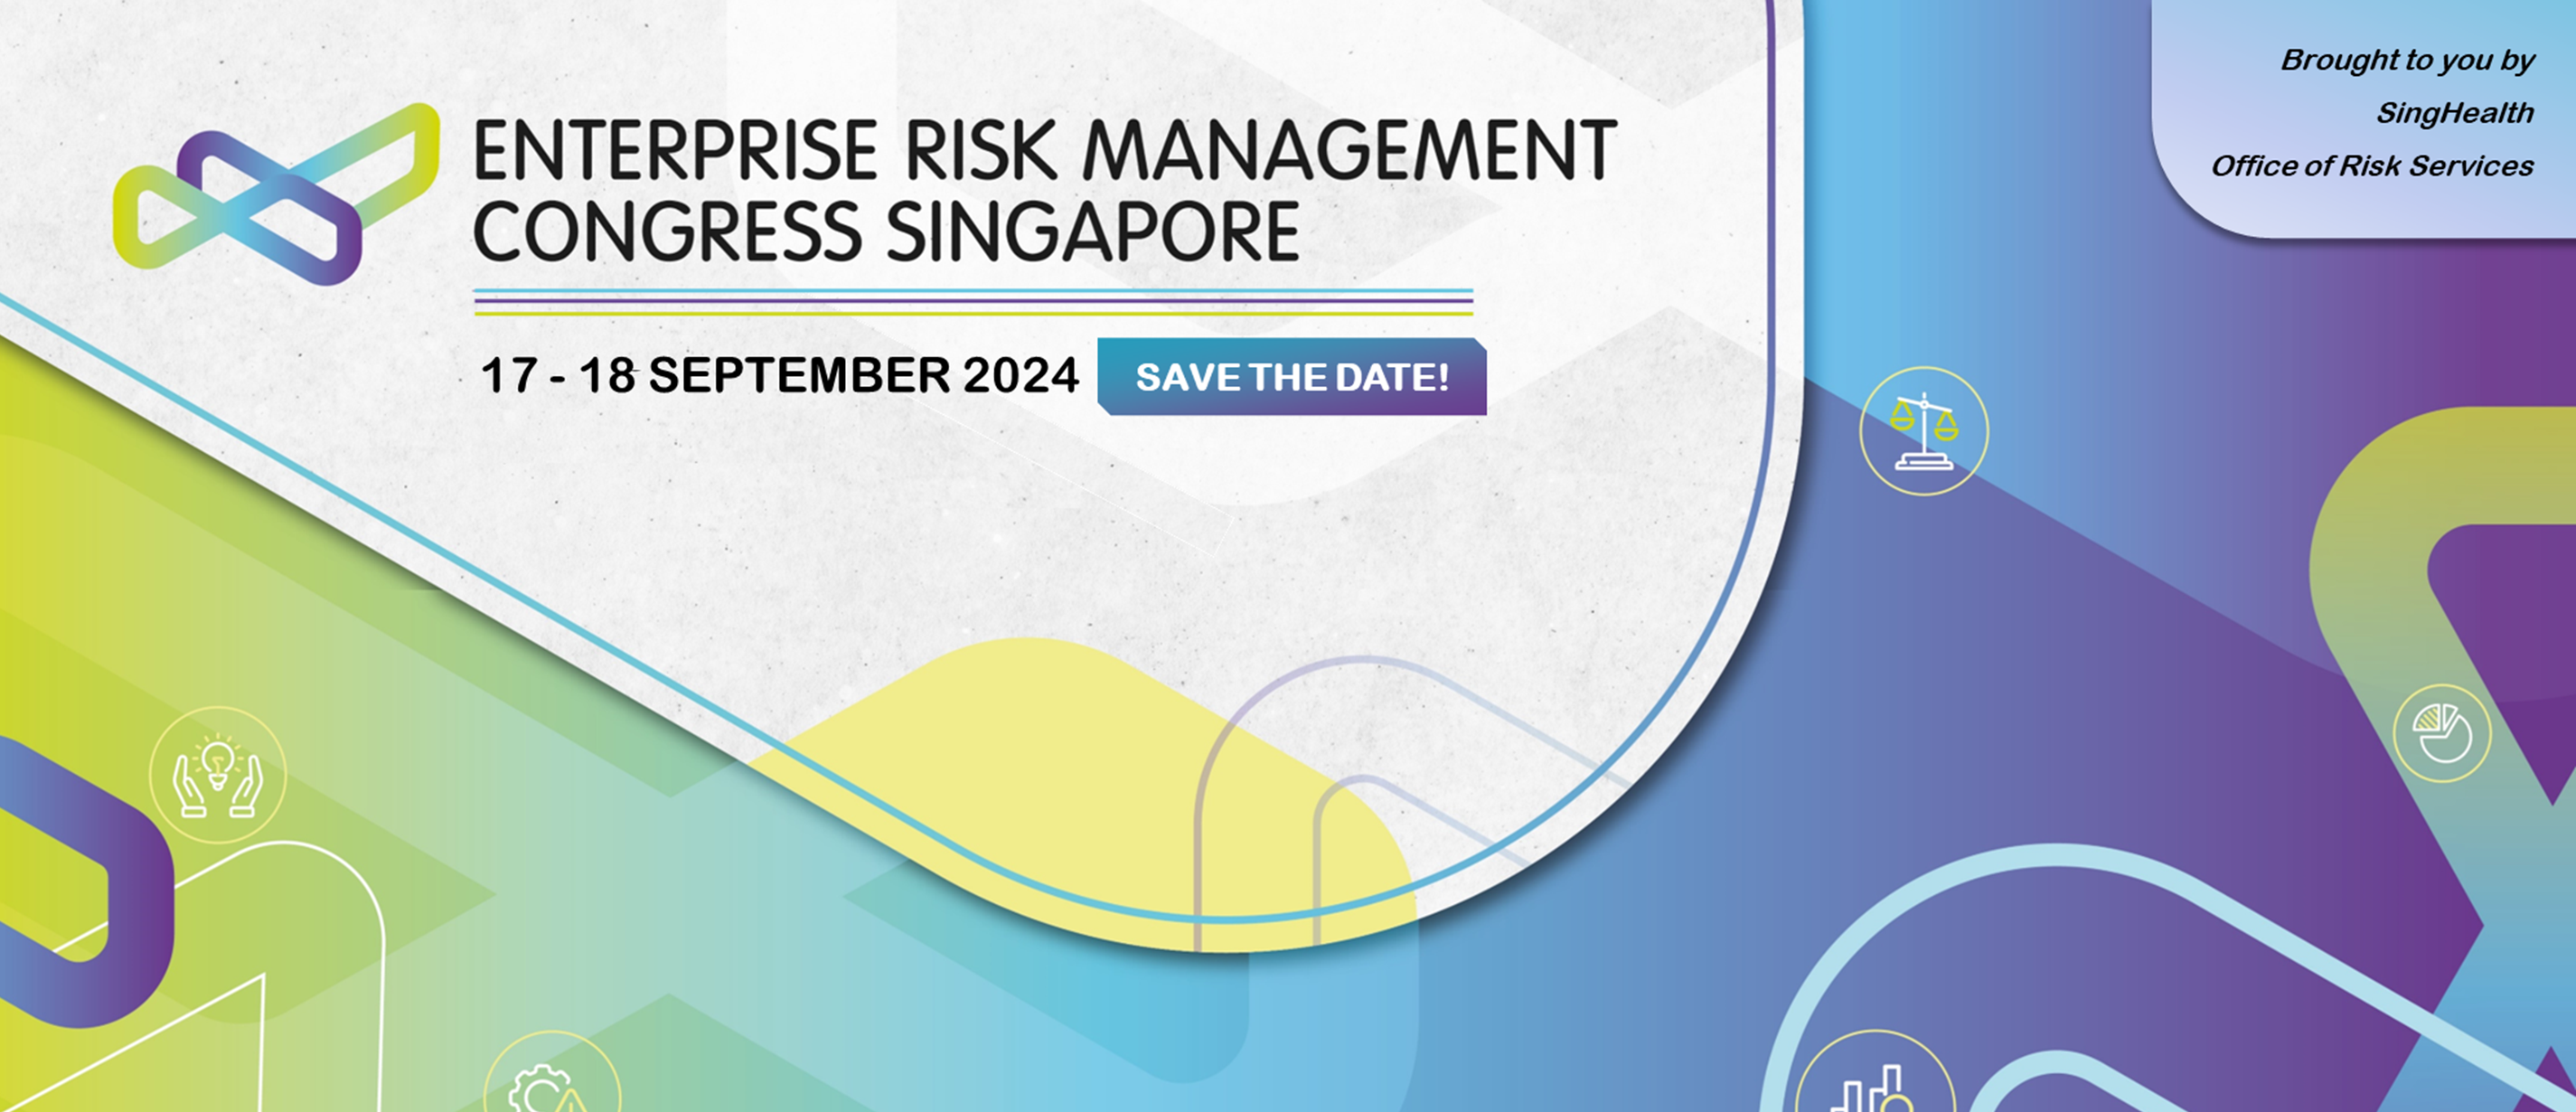 ENTERPRISE RISK MANAGEMENT
CONGRESS SINGAPORE
17 - 18 SEPTEMBER 2024
SAVE THE DATE!
Brought to you by
SingHealth
Office of Risk Services